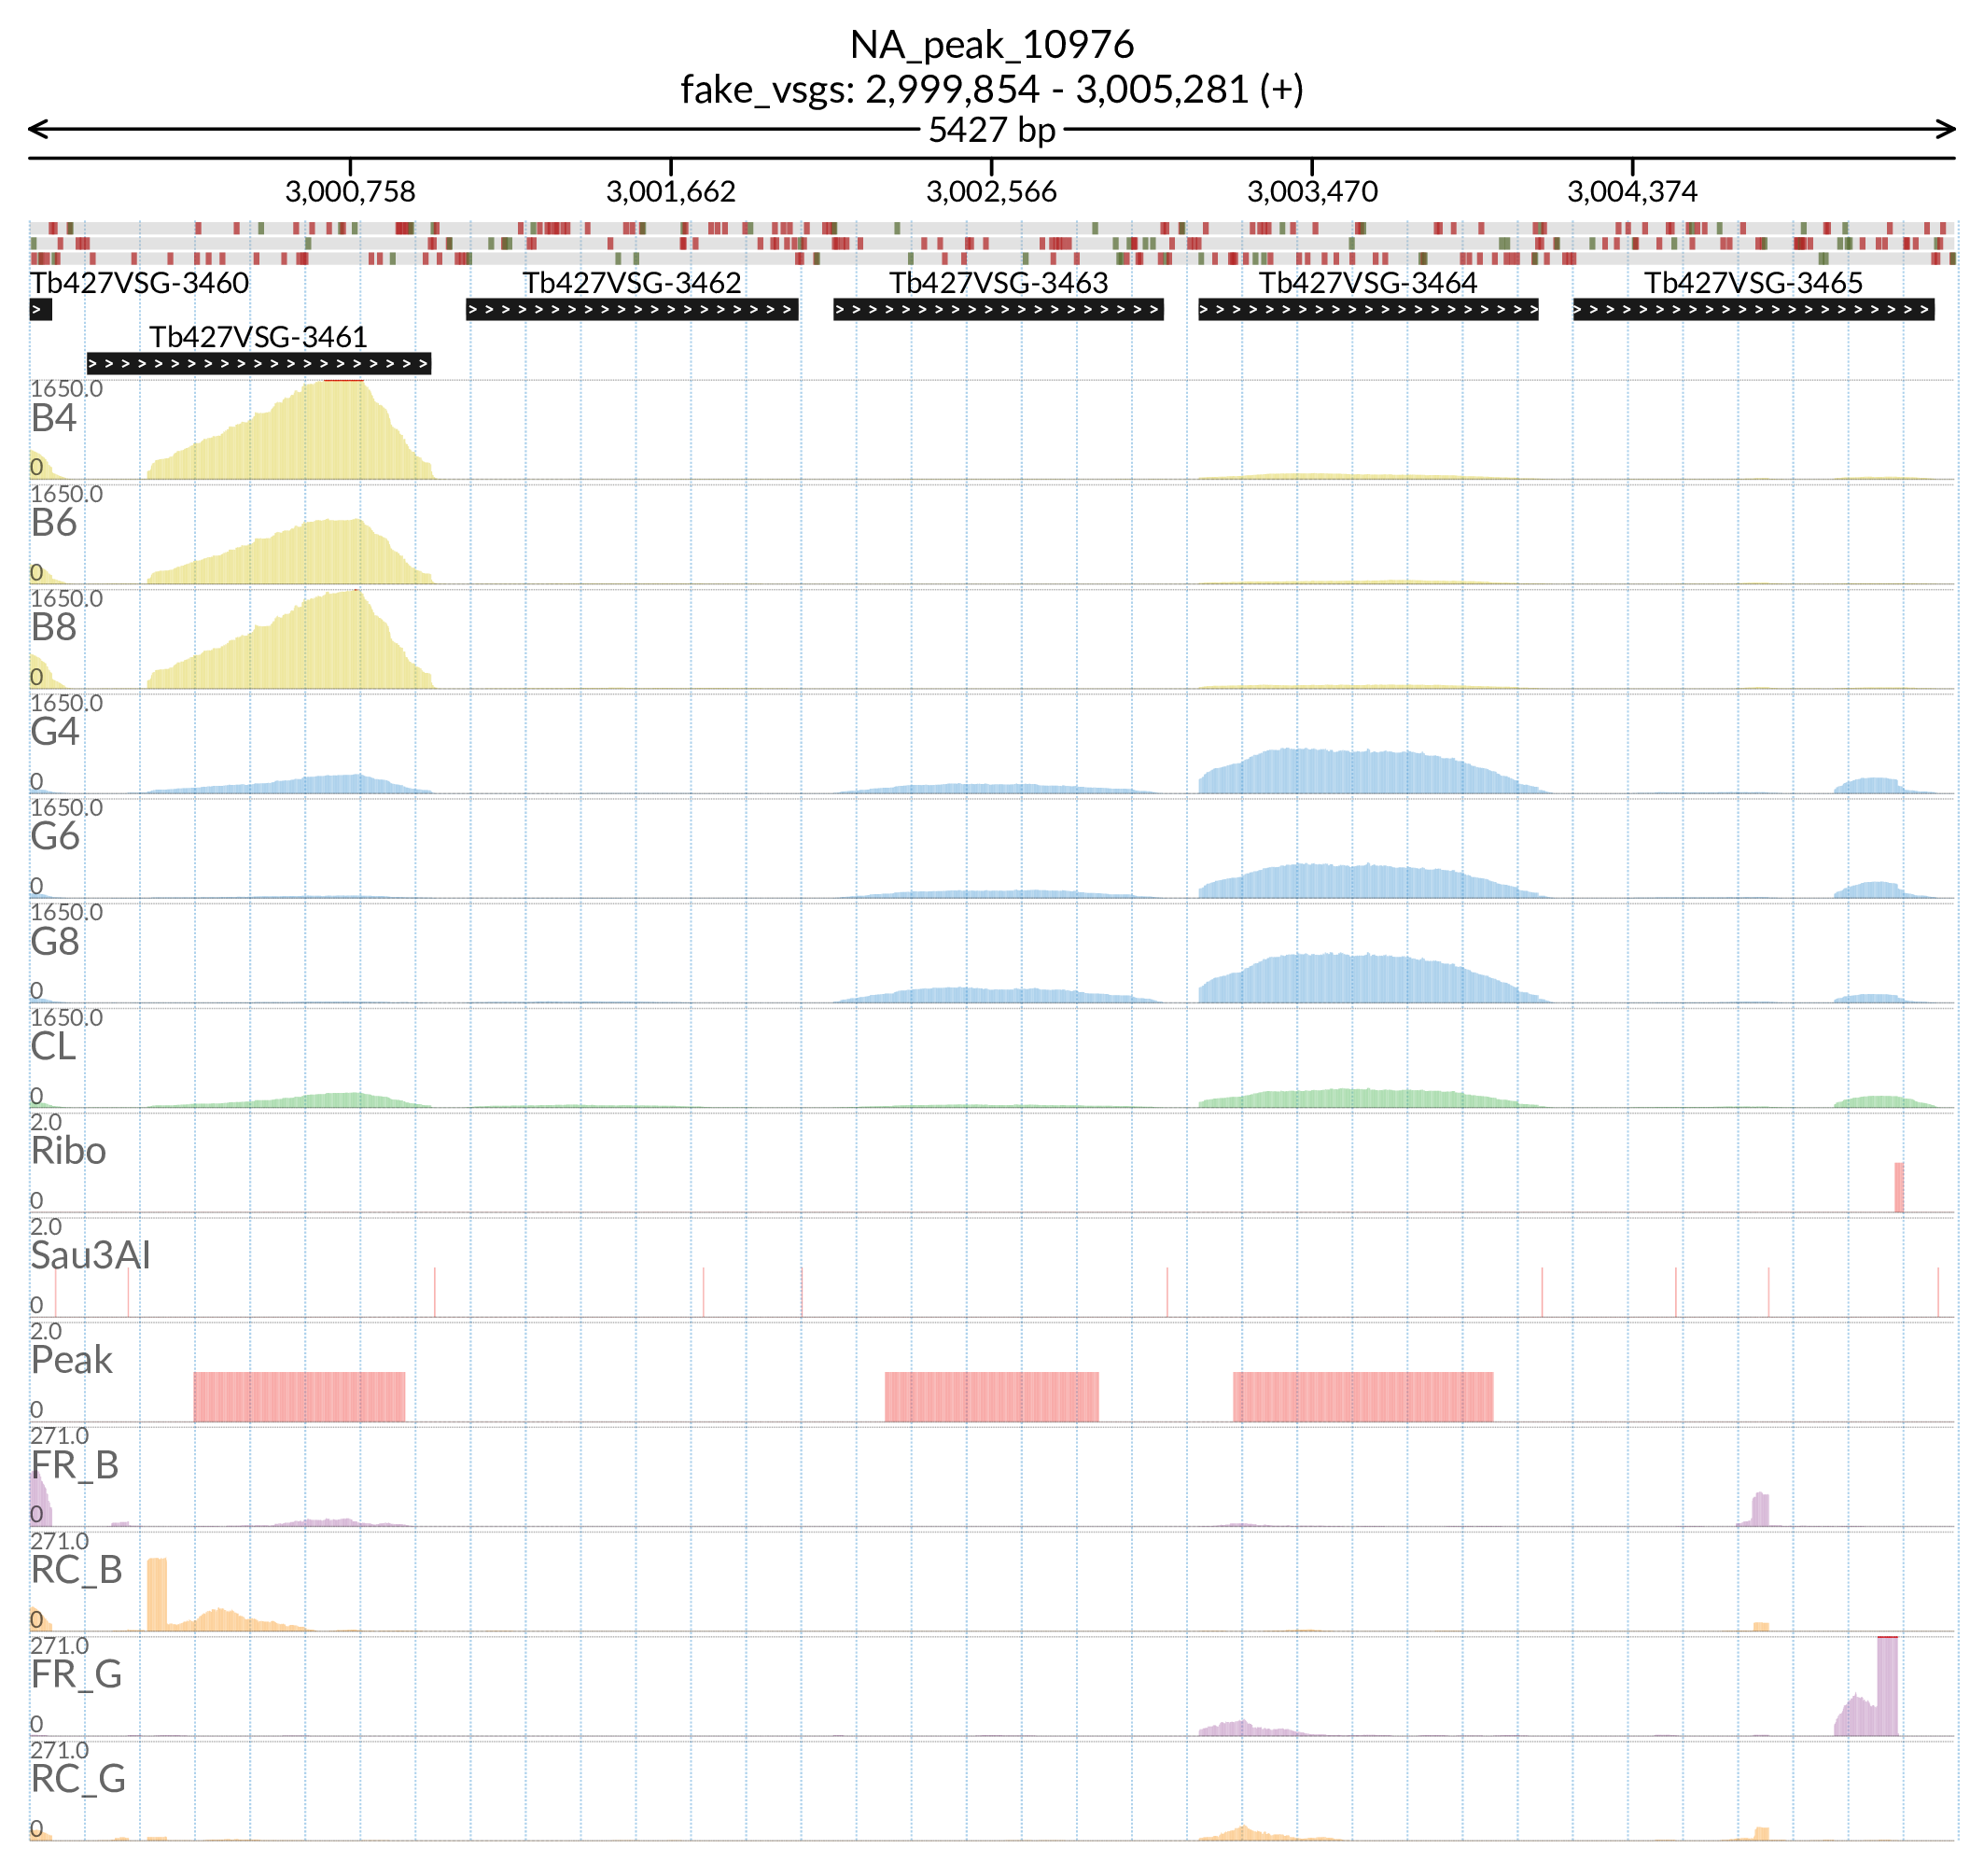 NA_peak_10976
fake_vsgs: 2,999,854 - 3,005,281 (+)
5427 bp
3,000,758 3,001,662 3,002,566 3,003,470 3,004,374
Tb427VSG-3460 Tb427VSG-3462 Tb427VSG-3463 Tb427VSG-3464 Tb427VSG-3465
Tb427VSG-3461
1650.0
B4
0
1650.0
B6
0
1650.0
B8
0
1650.0
G4
0
1650.0
G6
0
1650.0
G8
0
1650.0
CL
0
2.0
Ribo
0
2.0
Sau3AI
0
2.0
Peak
0
271.0
FR_B
0
271.0
RC_B
0
271.0
FR_G
0
271.0
RC_G
0